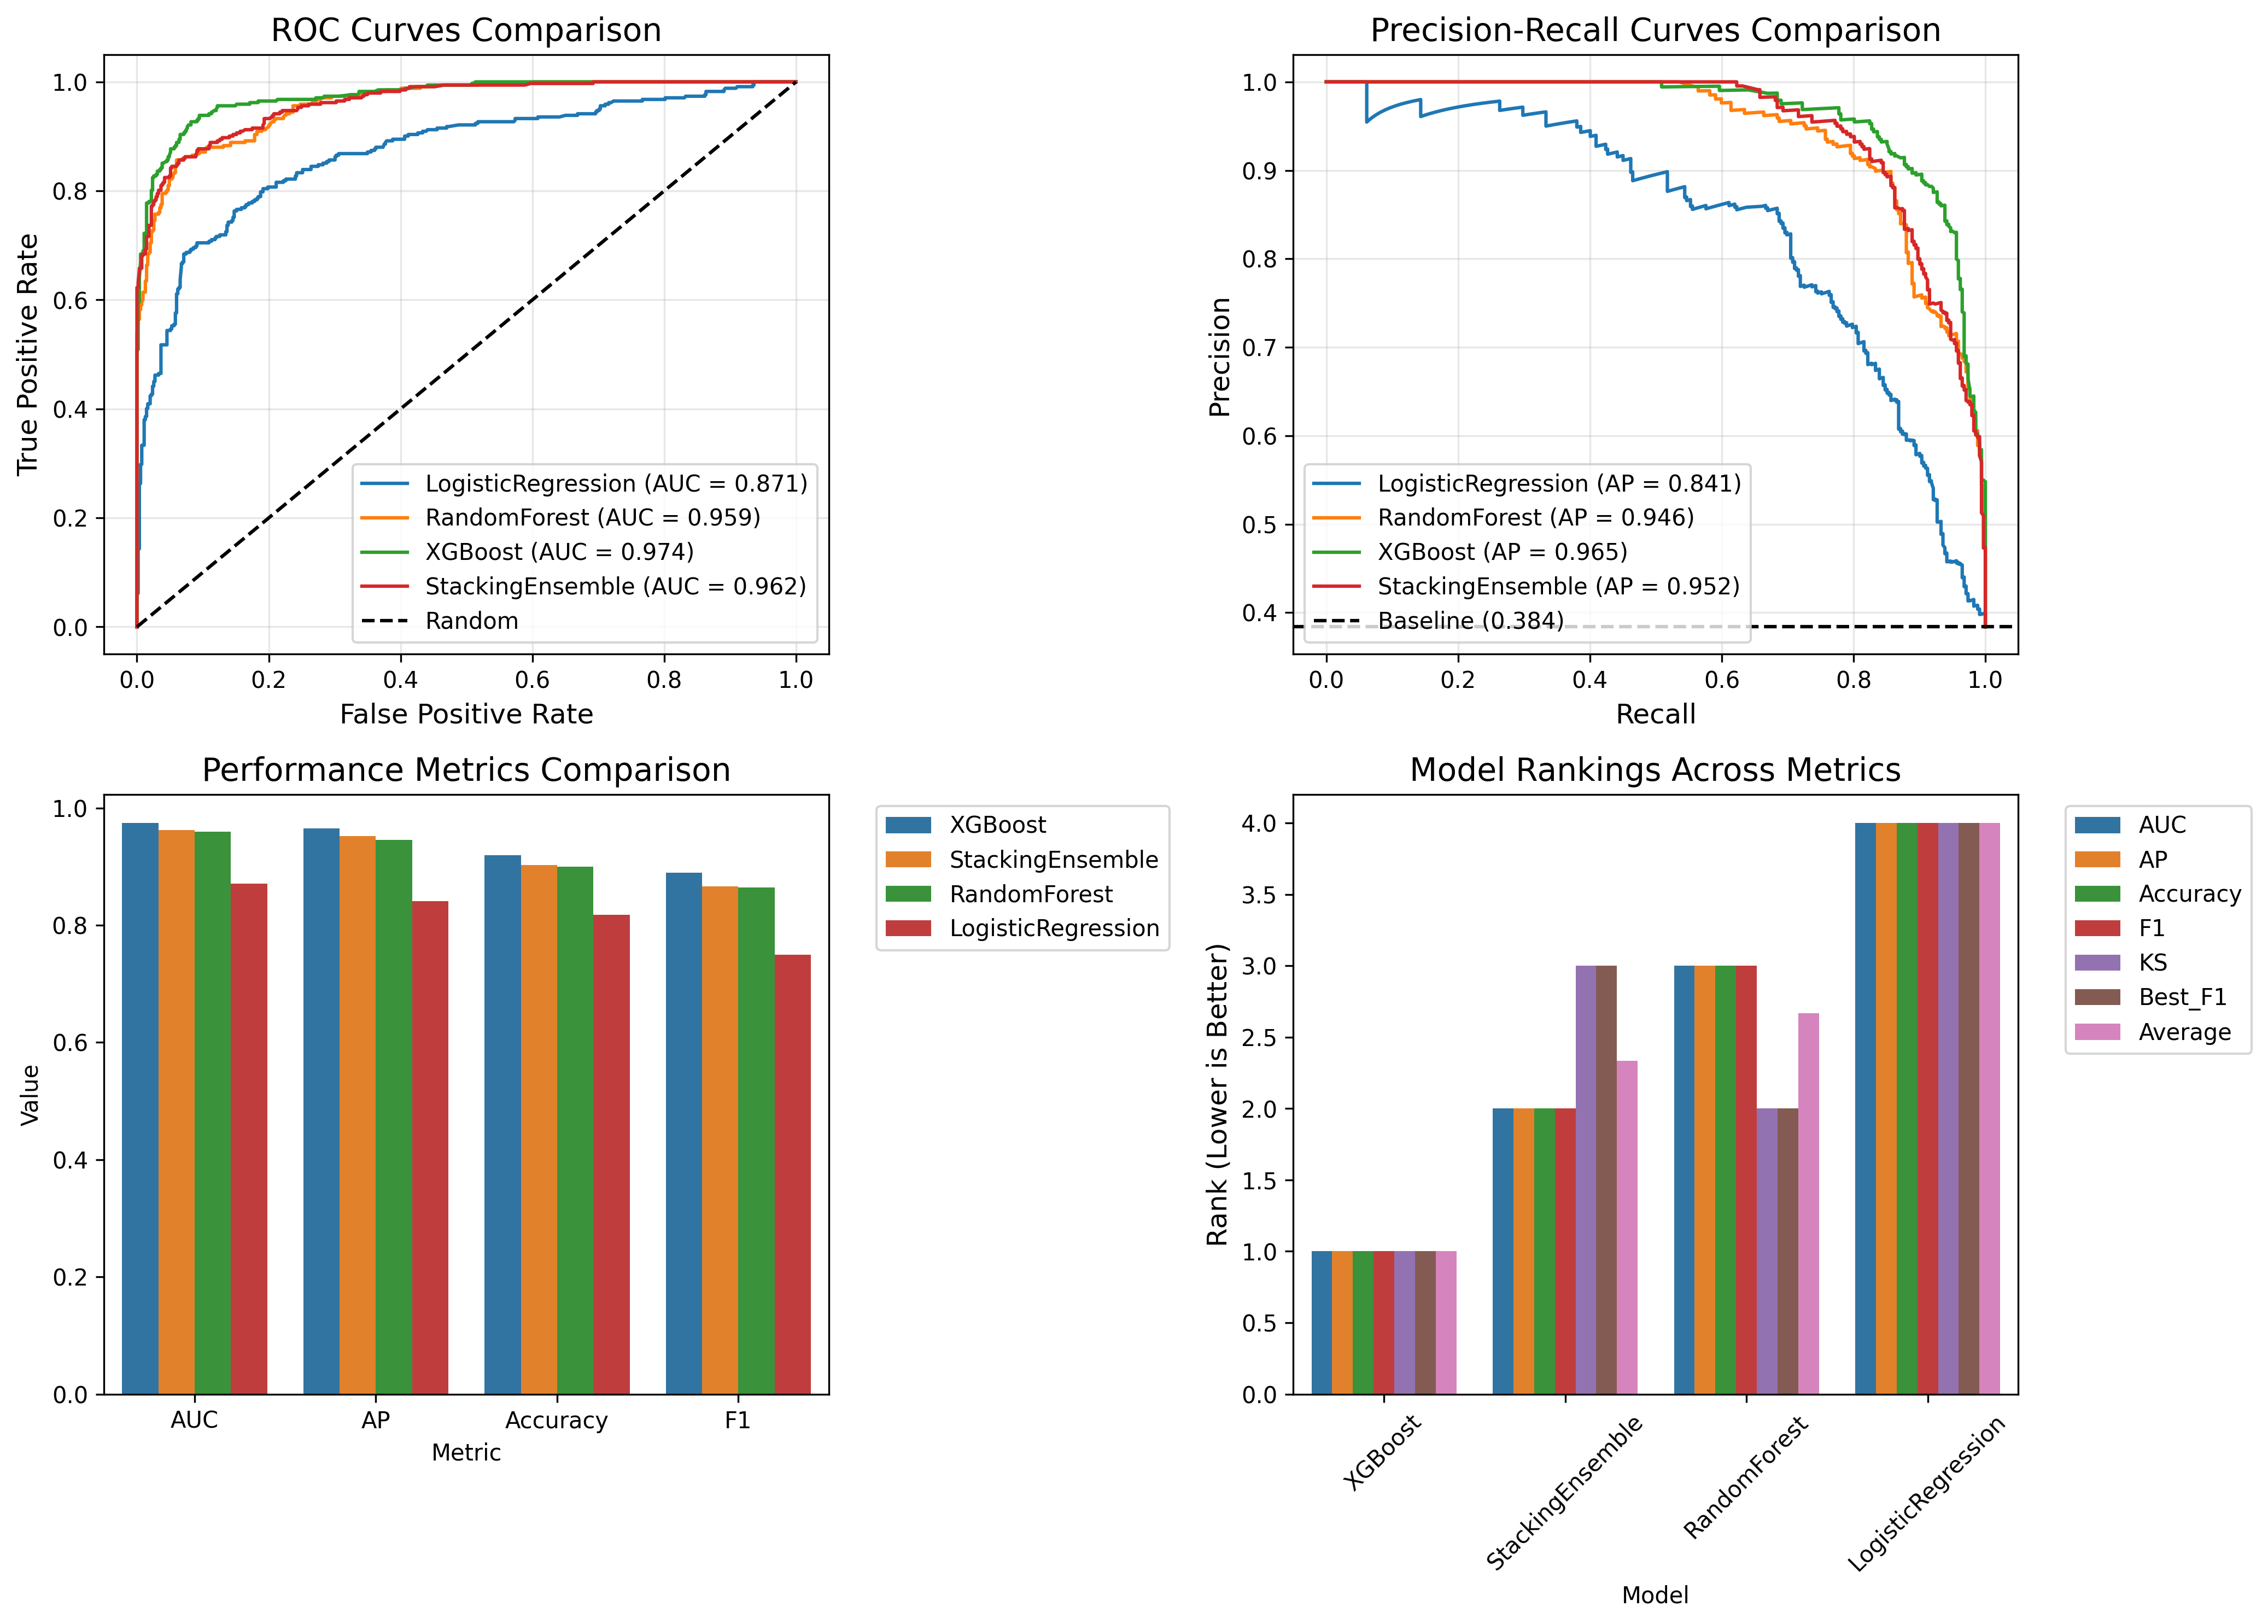 ROC Curves Comparison
True Positive Rate
1.0
0.8
0.6
0.4
0.2
0.0
LogisticRegression (AUC = 0.871)
RandomForest (AUC = 0.959)
XGBoost (AUC = 0.974)
StackingEnsemble (AUC = 0.962)
Random
0.0 0.2 0.4 0.6 0.8 1.0
False Positive Rate
Precision-Recall Curves Comparison
Precision
1.0
0.9
0.8
0.7
0.6
0.5
0.4
LogisticRegression (AP = 0.841)
RandomForest (AP = 0.946)
XGBoost (AP = 0.965)
StackingEnsemble (AP = 0.952)
Baseline (0.384)
0.0 0.2 0.4 0.6 0.8 1.0
Recall
Performance Metrics Comparison
Value
1.0
0.8
0.6
0.4
0.2
0.0
AUC AP Accuracy F1
Metric
XGBoost
StackingEnsemble
RandomForest
LogisticRegression
Model Rankings Across Metrics
Rank (Lower is Better)
4.0
3.5
3.0
2.5
2.0
1.5
1.0
0.5
0.0
XGBoost StackingEnsemble RandomForest LogisticRegression
Model
AUC
AP
Accuracy
F1
KS
Best_F1
Average